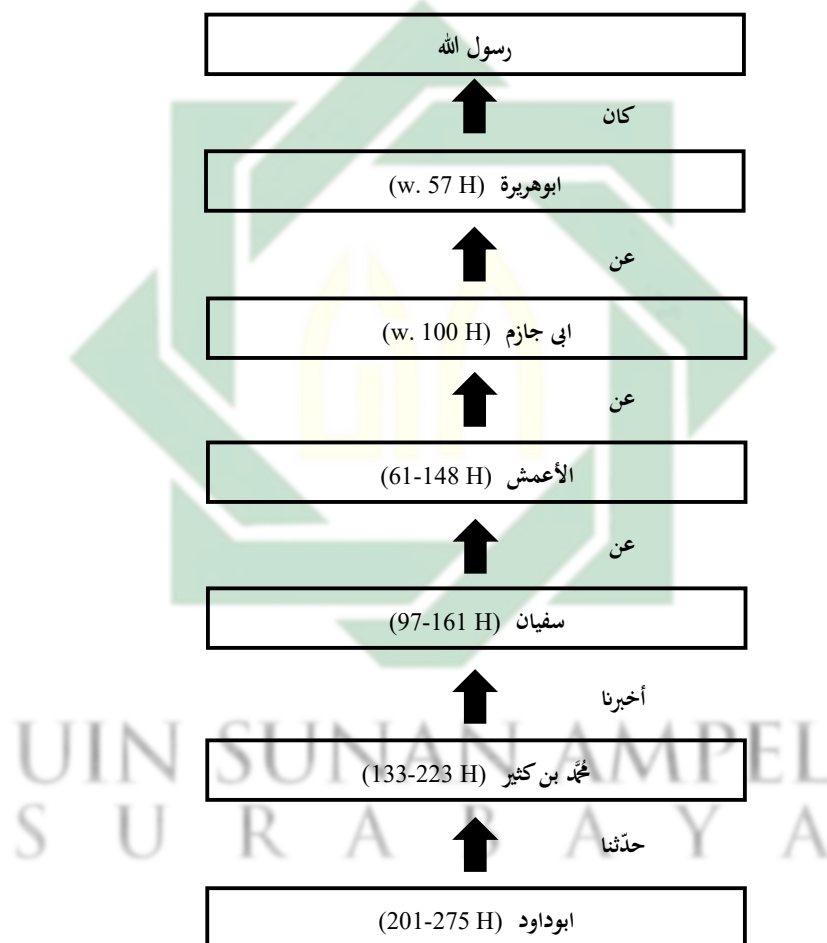 رسول الله
كان
ابوهريرة (w. 57 H)
عن
ابى جازم (w. 100 H)
عن
الأعمش (61-148 H)
عن
سفيان (97-161 H)
أخبرنا
مُحَّد بن كثير (133-223 H)
حدّثنا
ابوداود (201-275 H)
UIN SUNAN AMPEL
S U R A B A Y A